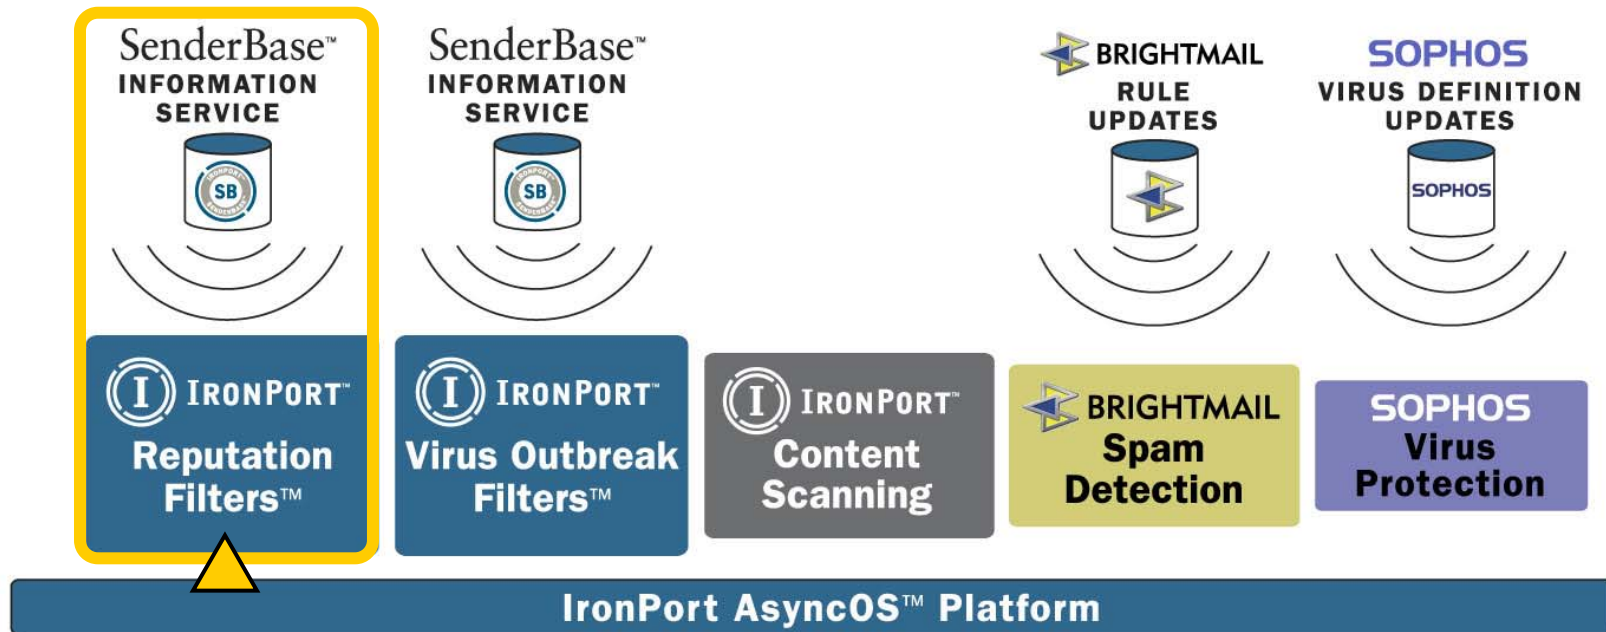 SenderBase™
INFORMATION
SERVICE
SB
SenderBase™
INFORMATION
SERVICE
SB
BRIGHTMAIL
RULE
UPDATES
SOPHOS
VIRUS DEFINITION
UPDATES
SOPHOS
I IRONPORT™
Reputation
Filters™
I IRONPORT™
Virus Outbreak
Filters™
I IRONPORT™
Content
Scanning
BRIGHTMAIL
Spam
Detection
SOPHOS
Virus
Protection
IronPort AsyncOS™ Platform